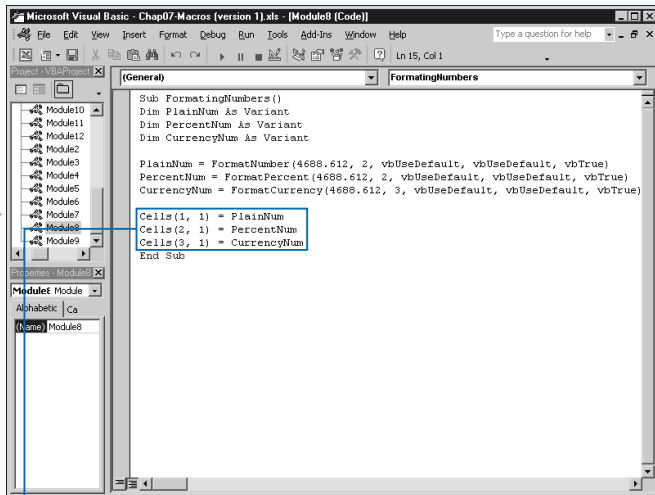 Microsoft Visual Basic - Chap07-Macros (version 1).xls - [Module8 (Code)]
File Edit View Insert Format Debug Run Tools Add-Ins Window Help
Type a question for help
Ln 15, Col 1
Project - VBAProject
(General)
FormatingNumbers
Module10
Module11
Module12
Module2
Module3
Module4
Module5
Module6
Module7
Module8
Module9
Properties - Module8
Module8 Module
Alphabetic Ca
(Name) Module8
Sub FormatingNumbers()
Dim PlainNum As Variant
Dim PercentNum As Variant
Dim CurrencyNum As Variant
PlainNum = FormatNumber(4688.612, 2, vbUseDefault, vbUseDefault, vbTrue)
PercentNum = FormatPercent(4688.612, 2, vbUseDefault, vbUseDefault, vbTrue)
CurrencyNum = FormatCurrency(4688.612, 3, vbUseDefault, vbUseDefault, vbTrue)
Cells(1, 1) = PlainNum
Cells(2, 1) = PercentNum
Cells(3, 1) = CurrencyNum
End Sub